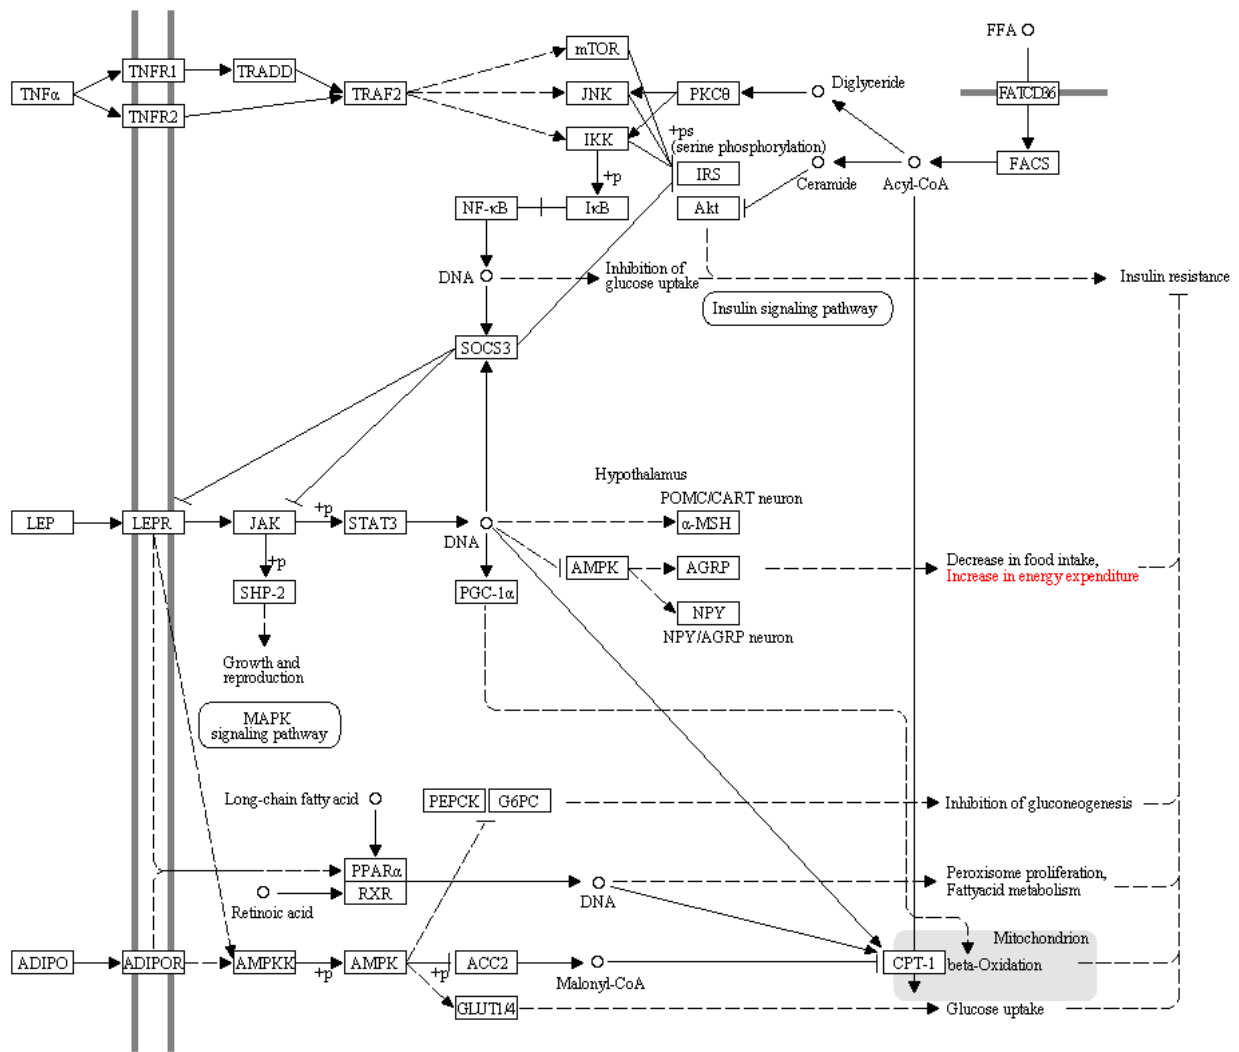 FFA
mTOR
TNFR1
TRADD
Diglyceride
TNFα
TRAF2
JNK
PKCθ
FATCD36
TNFR2
+ps
(serine phosphorylation)
IKK
IRS
Ceramide
Acyl-CoA
FACS
+p
NF-κB
IκB
Akt
DNA
Inhibition of
glucose uptake
Insulin resistance
Insulin signaling pathway
SOCS3
Hypothalamus
POMC/CART neuron
LEP
LEPR
JAK
+p
STAT3
DNA
α-MSH
+p
AMPK
AGRP
Decrease in food intake,
Increase in energy expenditure
SHP-2
PGC-1α
NPY
NPY/AGRP neuron
Growth and
reproduction
MAPK
signaling pathway
Long-chain fatty acid
PEPCK
G6PC
Inhibition of gluconeogenesis
PPARα
RXR
Retinoic acid
DNA
Peroxisome proliferation,
Fattyacid metabolism
Mitochondrion
ADIPO
ADIPOR
AMPKK
+p
AMPK
+p
ACC2
Malonyl-CoA
CPT-1
beta-Oxidation
GLUT1/4
Glucose uptake